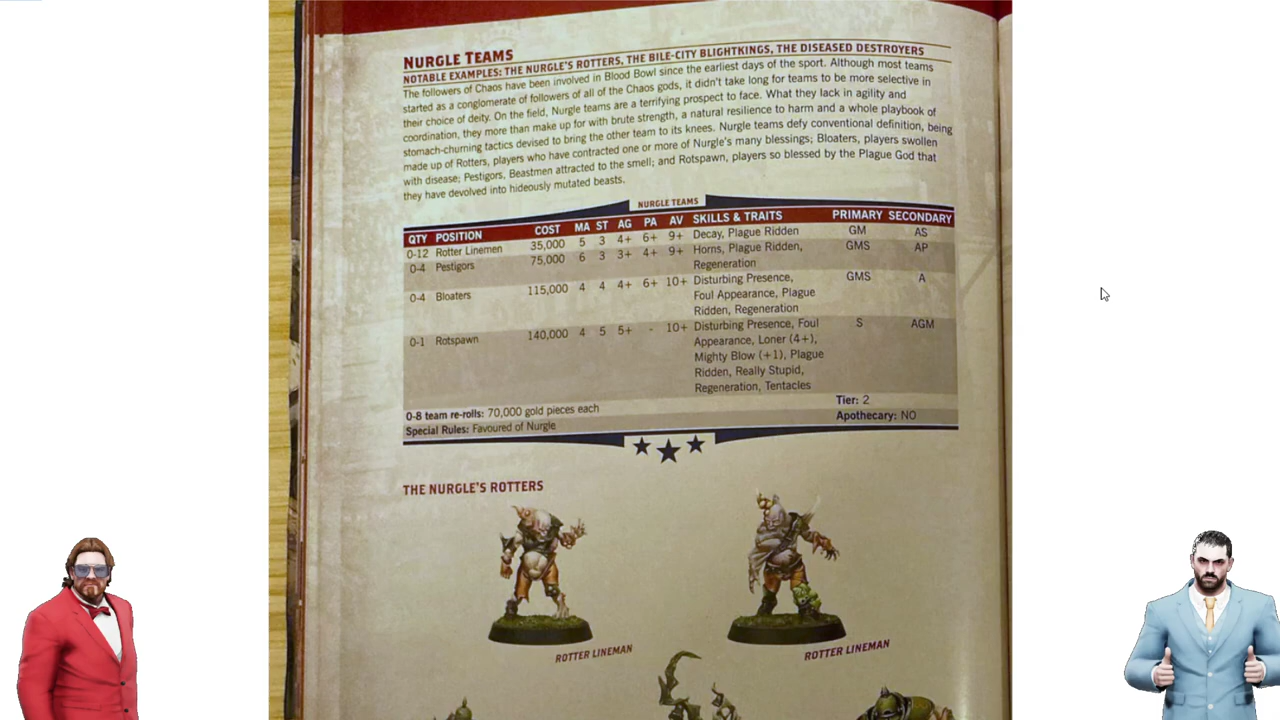 NURGLE TEAMS
NOTABLE EXAMPLES: THE NURGLE'S ROTTERS, THE BILE-CITY BLIGHTKINGS, THE DISEASED DESTROYERS
The followers of Chaos have been involved in Blood Bowl since the earliest days of the sport. Although most teams
started as a conglomerate of followers of all of the Chaos gods, it didn't take long for teams to be more selective in
their choice of deity. On the field, Nurgle teams are a terrifying prospect to face. What they lack in agility and
coordination, they more than make up for with brute strength, a natural resilience to harm and a whole playbook of
stomach-churning tactics devised to bring the other team to its knees. Nurgle teams defy conventional definition, being
made up of Rotters, players who have contracted one or more of Nurgle's many blessings; Bloaters, players swollen
with disease; Pestigors, Beastmen attracted to the smell; and Rotspawn, players so blessed by the Plague God that
they have devolved into hideously mutated beasts.
NURGLE TEAMS
QTY POSITION COST MA ST AG PA AV SKILLS & TRAITS PRIMARY SECONDARY
0-12 Rotter Linemen 35,000 5 3 4+ 6+ 9+ Decay, Plague Ridden GM AS
0-4 Pestigors 75,000 6 3 3+ 4+ 9+ Horns, Plague Ridden, GMS AP
Regeneration
0-4 Bloaters 115,000 4 4 4+ 6+ 10+ Disturbing Presence, GMS A
Foul Appearance, Plague
Ridden, Regeneration
0-1 Rotspawn 140,000 4 5 5+ - 10+ Disturbing Presence, Foul S AGM
Appearance, Loner (4+),
Mighty Blow (+1), Plague
Ridden, Really Stupid,
Regeneration, Tentacles
0-8 team re-rolls: 70,000 gold pieces each Tier: 2
Special Rules: Favoured of Nurgle Apothecary: NO
THE NURGLE'S ROTTERS
ROTTER LINEMAN
ROTTER LINEMAN